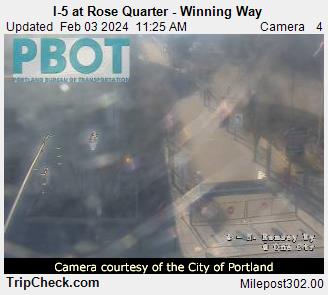 I-5 at Rose Quarter - Winning Way
Updated Feb 03 2024 11:25 AM Camera 4
PBOT
PORTLAND BUREAU OF TRANSPORTATION
Camera courtesy of the City of Portland
TripCheck.com Milepost302.00